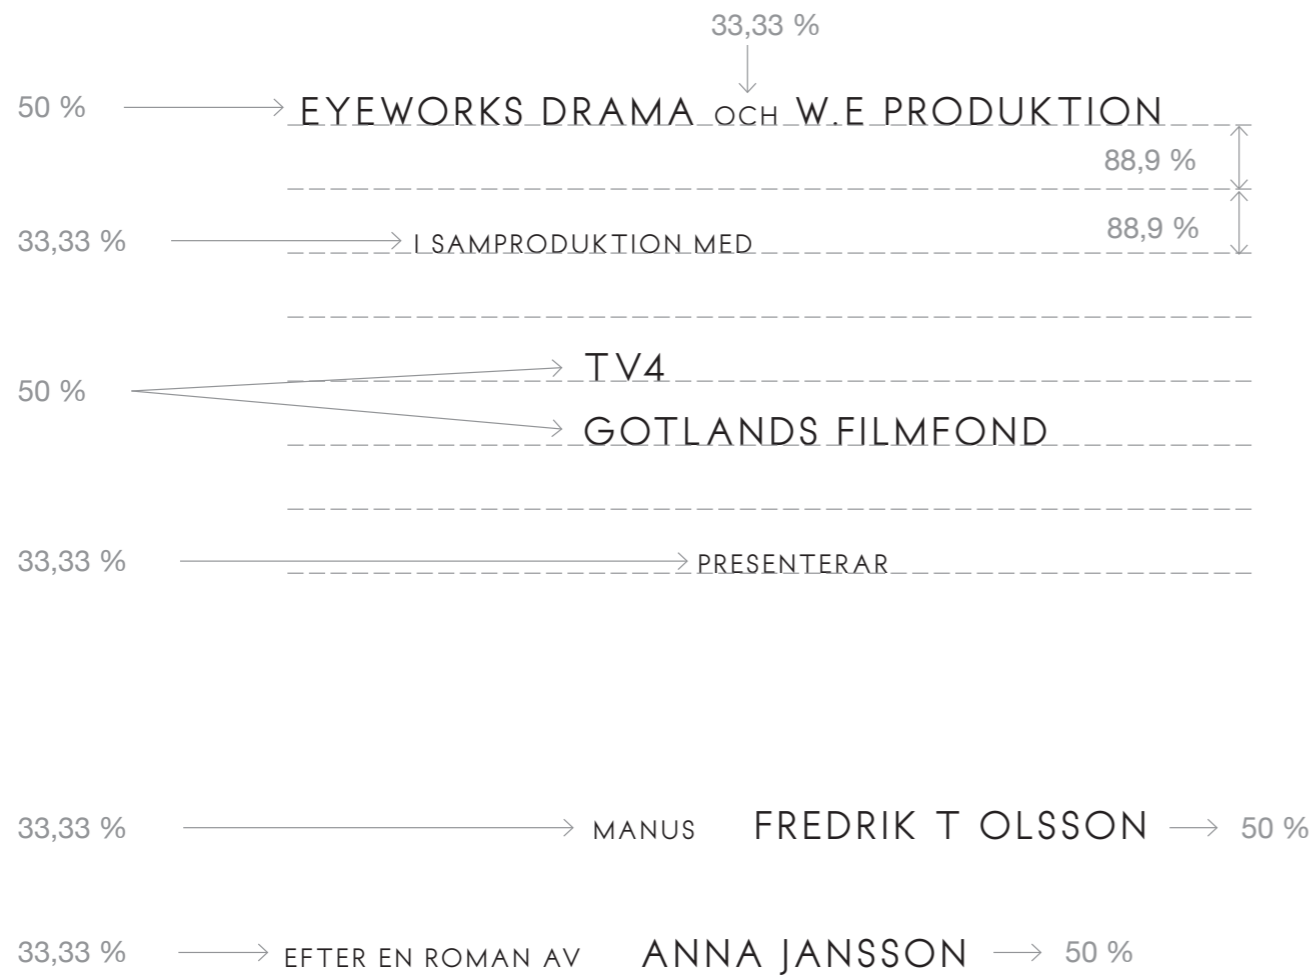 33,33 %
50 % EYEWORKS DRAMA OCH W.E PRODUKTION
88,9 %
33,33 % I SAMPRODUKTION MED 88,9 %
TV4
50 %
GOTLANDS FILMFOND
33,33 % PRESENTERAR
33,33 % MANUS FREDRIK T OLSSON 50 %
33,33 % EFTER EN ROMAN AV ANNA JANSSON 50 %